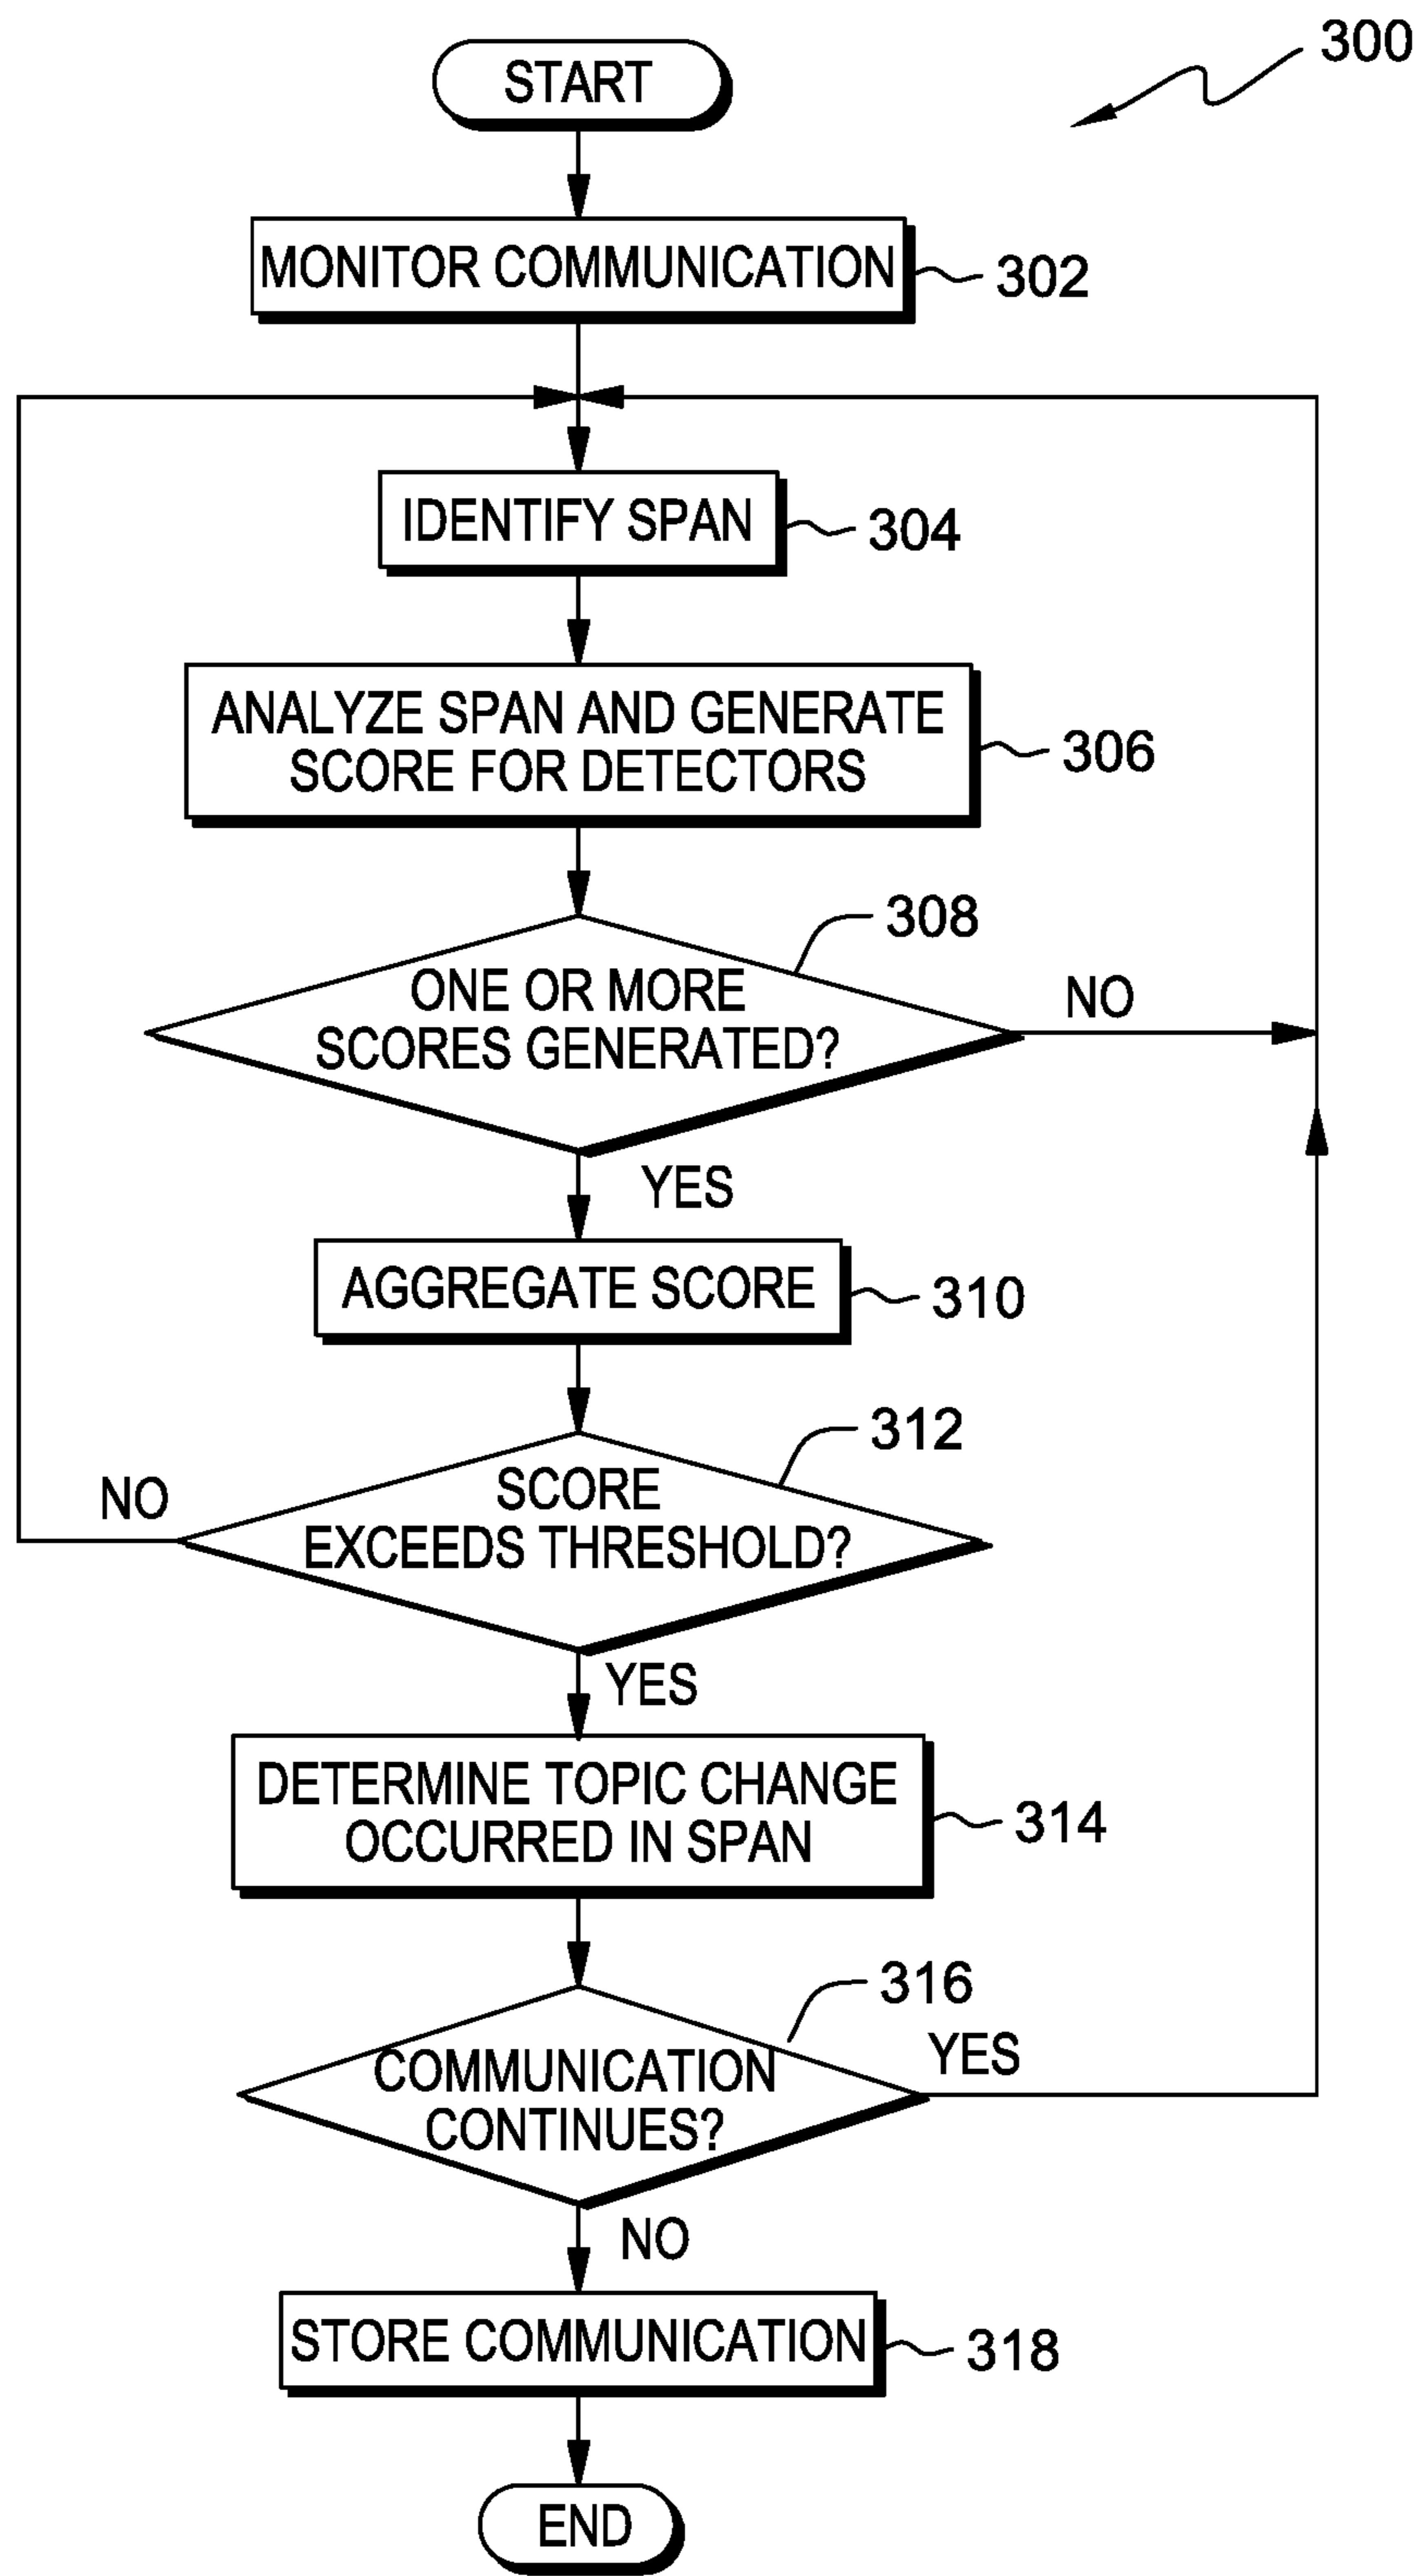 300
START
MONITOR COMMUNICATION
302
IDENTIFY SPAN
304
ANALYZE SPAN AND GENERATE
SCORE FOR DETECTORS
306
308
ONE OR MORE
SCORES GENERATED?
NO
YES
AGGREGATE SCORE
310
312
SCORE
EXCEEDS THRESHOLD?
NO
YES
DETERMINE TOPIC CHANGE
OCCURRED IN SPAN
314
316
COMMUNICATION
CONTINUES?
YES
NO
STORE COMMUNICATION
318
END